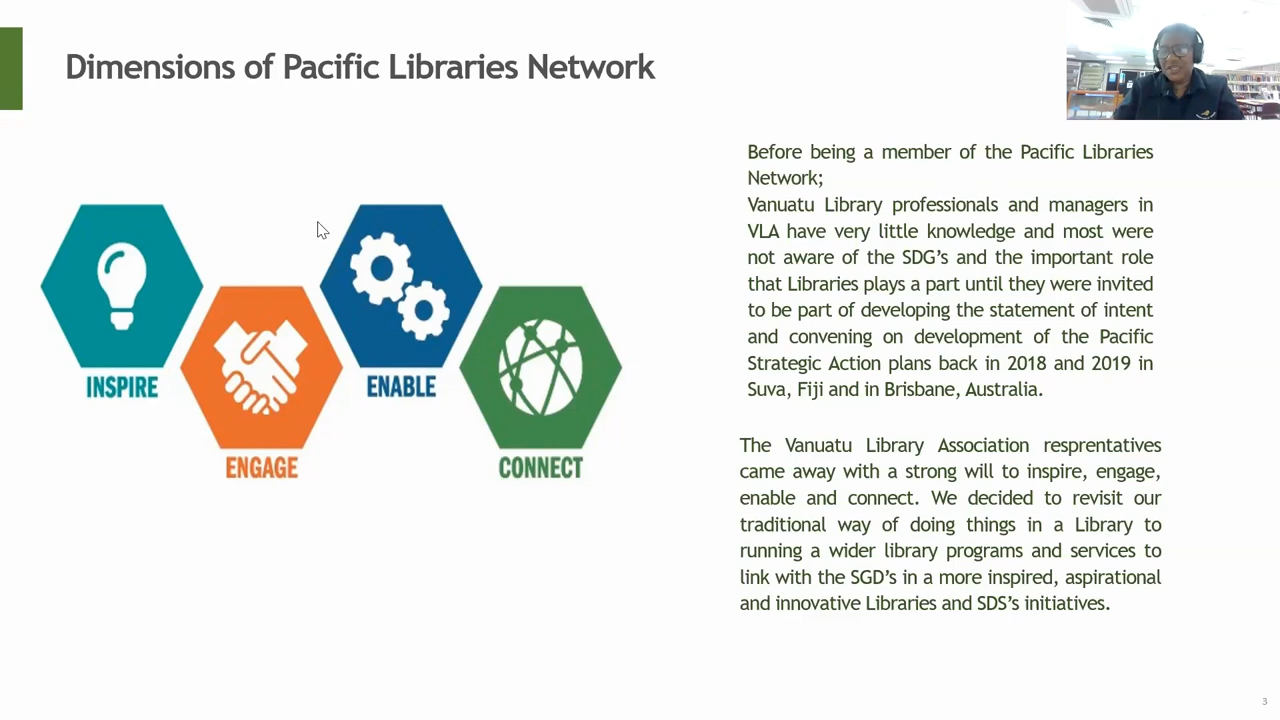 Dimensions of Pacific Libraries Network
INSPIRE
ENGAGE
ENABLE
CONNECT
Before being a member of the Pacific Libraries
Network;
Vanuatu Library professionals and managers in
VLA have very little knowledge and most were
not aware of the SDG's and the important role
that Libraries plays a part until they were invited
to be part of developing the statement of intent
and convening on development of the Pacific
Strategic Action plans back in 2018 and 2019 in
Suva, Fiji and in Brisbane, Australia.
The Vanuatu Library Association resprentatives
came away with a strong will to inspire, engage,
enable and connect. We decided to revisit our
traditional way of doing things in a Library to
running a wider library programs and services to
link with the SGD's in a more inspired, aspirational
and innovative Libraries and SDS's initiatives.
3